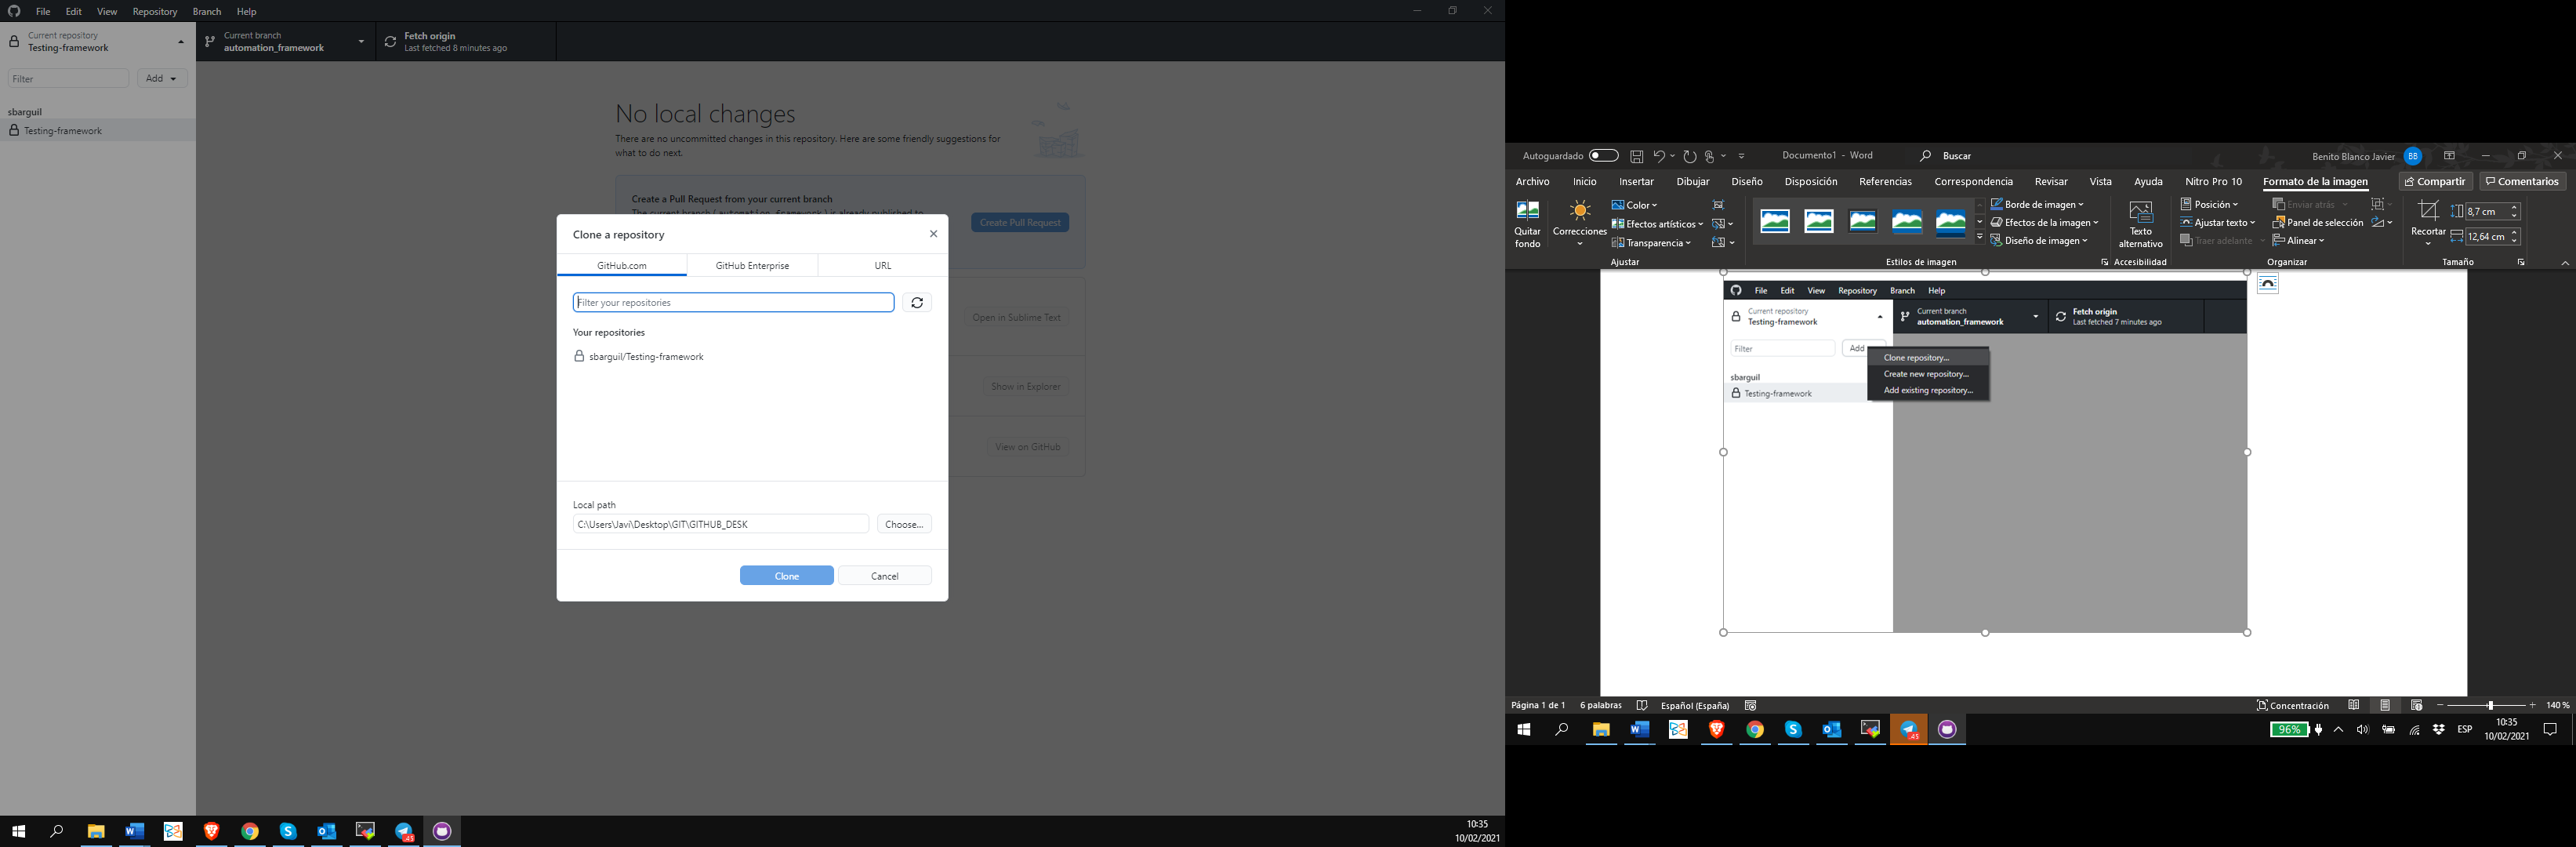 File Edit View Repository Branch Help
Current repository
Testing-framework
Current branch
automation_framework
Fetch origin
Last fetched 8 minutes ago
Filter
Add
sbarguil
Testing-framework
No local changes
There are no uncommitted changes in this repository. Here are some friendly suggestions for
what to do next.
Create a Pull Request from your current branch
The current branch (automation_framework) is already published to
Create Pull Request
Open in Sublime Text
Show in Explorer
View on GitHub
Clone a repository
GitHub.com GitHub Enterprise URL
Filter your repositories
Your repositories
sbarguil/Testing-framework
Local path
C:\Users\Javi\Desktop\GIT\GITHUB_DESK
Choose...
Clone Cancel
10:35
10/02/2021
Autoguardado
Documento1 - Word
Buscar
Benito Blanco Javier BB
Archivo Inicio Insertar Dibujar Diseño Disposición Referencias Correspondencia Revisar Vista Ayuda Nitro Pro 10 Formato de la imagen
Compartir Comentarios
Quitar
fondo
Correcciones
Color
Efectos artísticos
Transparencia
Ajustar
Estilos de imagen
Borde de imagen
Efectos de la imagen
Diseño de imagen
Texto
alternativo
Accesibilidad
Posición
Ajustar texto
Traer adelante
Enviar atrás
Panel de selección
Alinear
Organizar
Recortar
8,7 cm
12,64 cm
Tamaño
File Edit View Repository Branch Help
Current repository
Testing-framework
Current branch
automation_framework
Fetch origin
Last fetched 7 minutes ago
Filter
Add
Clone repository...
Create new repository...
Add existing repository...
sbarguil
Testing-framework
Página 1 de 1 6 palabras Español (España)
Concentración
140 %
96%
ESP
10:35
10/02/2021